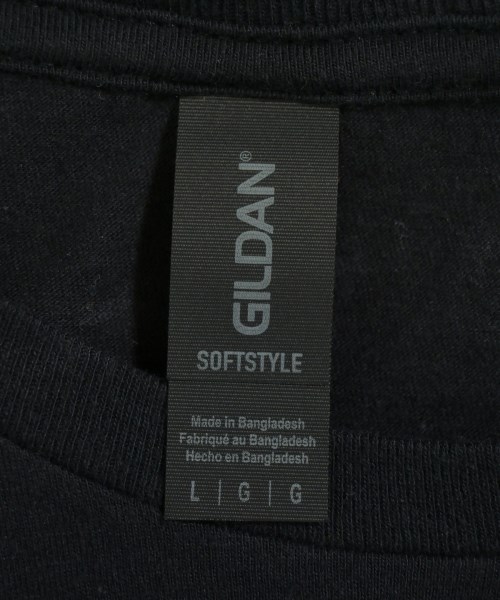 GILDAN®
SOFTSTYLE
Made in Bangladesh
Fabriqué au Bangladesh
Hecho en Bangladesh
L | G | G